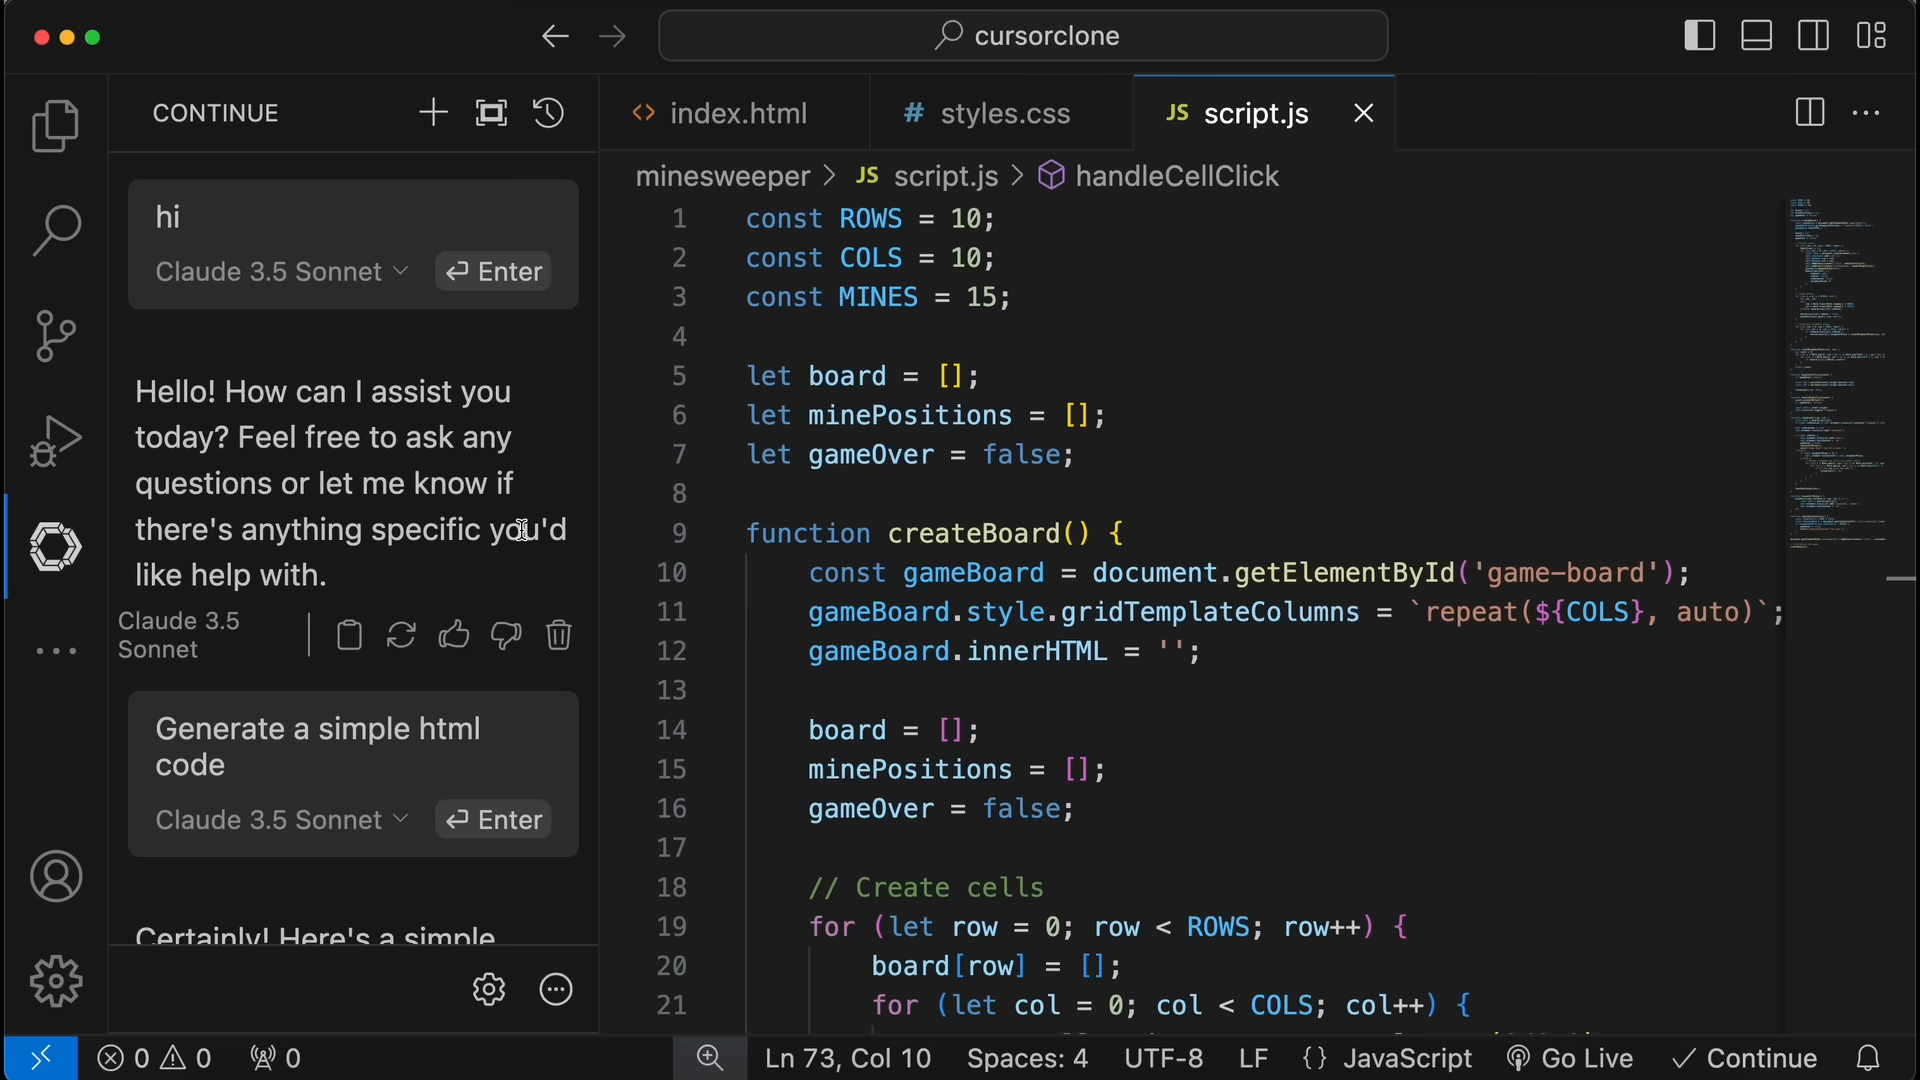 cursorclone
CONTINUE
hi
Claude 3.5 Sonnet
Enter
Hello! How can I assist you
today? Feel free to ask any
questions or let me know if
there's anything specific you'd
like help with.
Claude 3.5
Sonnet
Generate a simple html
code
Claude 3.5 Sonnet
Enter
Certainly! Here's a simple
<> index.html
# styles.css
JS script.js
minesweeper > JS script.js > handleCellClick
1 const ROWS = 10;
2 const COLS = 10;
3 const MINES = 15;
4
5 let board = [];
6 let minePositions = [];
7 let gameOver = false;
8
9 function createBoard() {
10 const gameBoard = document.getElementById('game-board');
11 gameBoard.style.gridTemplateColumns = `repeat(${COLS}, auto)`;
12 gameBoard.innerHTML = '';
13
14 board = [];
15 minePositions = [];
16 gameOver = false;
17
18 // Create cells
19 for (let row = 0; row < ROWS; row++) {
20 board[row] = [];
21 for (let col = 0; col < COLS; col++) {
0 0 0
Ln 73, Col 10 Spaces: 4 UTF-8 LF {} JavaScript Go Live Continue